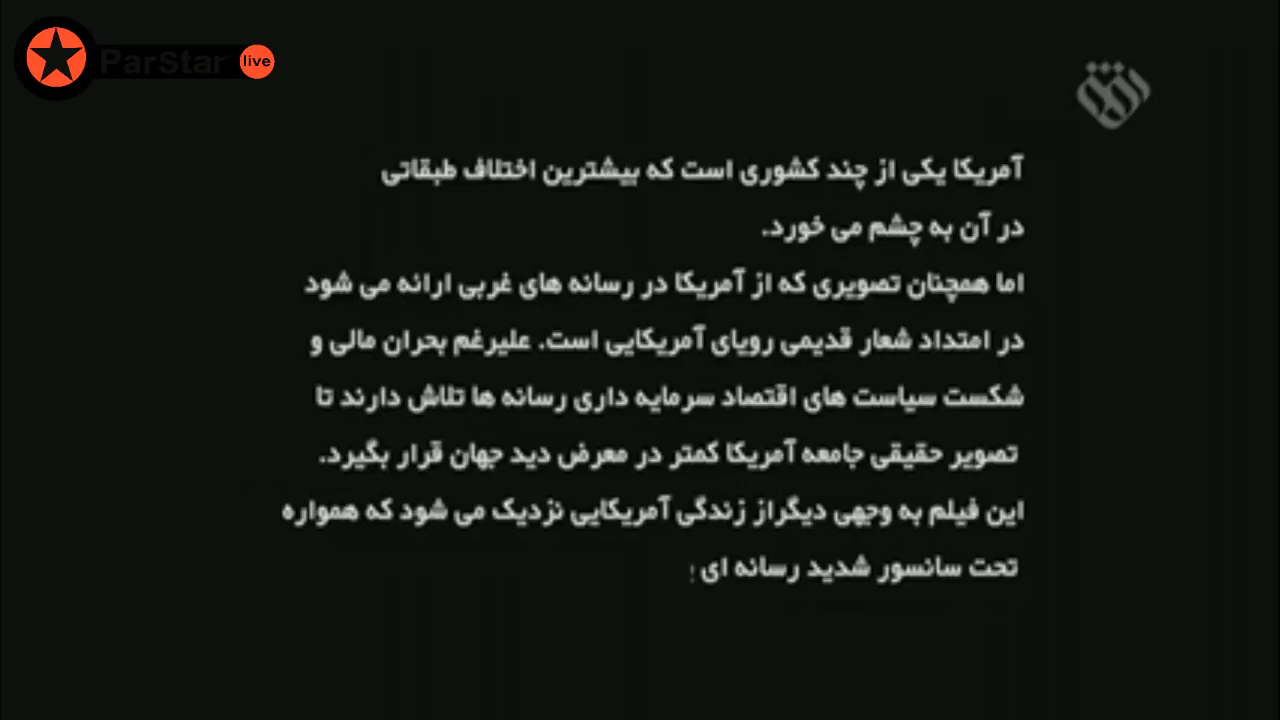 ParStar live
آمریکا یکی از چند کشوری است که بیشترین اختلاف طبقاتی
در آن به چشم می خورد.
اما همچنان تصویری که از آمریکا در رسانه های غربی ارائه می شود
در امتداد شعار قدیمی رویای آمریکایی است. علیرغم بحران مالی و
شکست سیاست های اقتصاد سرمایه داری رسانه ها تلاش دارند تا
تصویر حقیقی جامعه آمریکا کمتر در معرض دید جهان قرار بگیرد.
این فیلم به وجهی دیگراز زندگی آمریکایی نزدیک می شود که همواره
تحت سانسور شدید رسانه ای